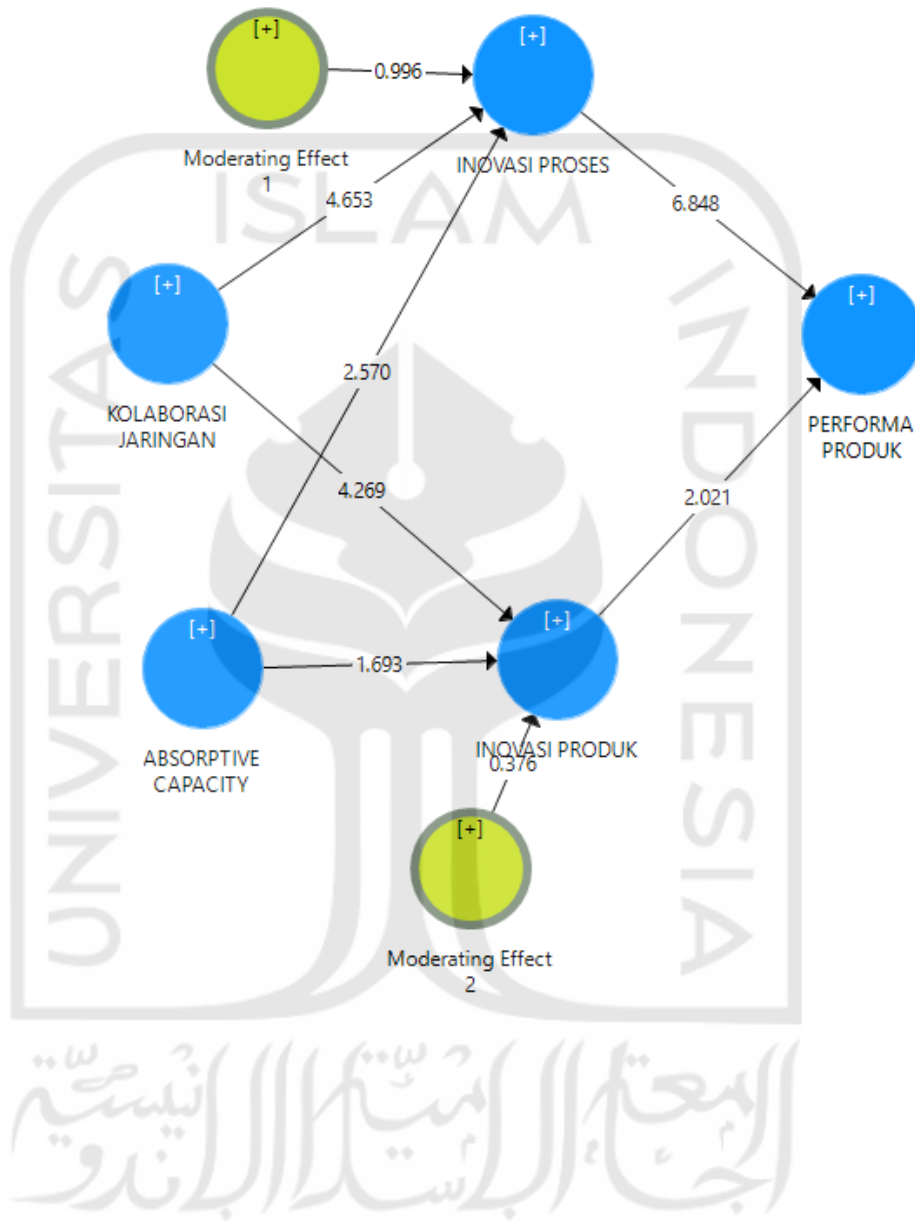 [+]
[+]
0.996
Moderating Effect
1
INOVASI PROSES
ISLAM
4.653
6.848
[+]
[+]
KOLABORASI
JARINGAN
2.570
PERFORMA
PRODUK
4.269
2.021
UNIVERSITAS
INDONESIA
[+]
[+]
1.693
ABSORPTIVE
CAPACITY
INOVASI PRODUK
0.376
[+]
Moderating Effect
2